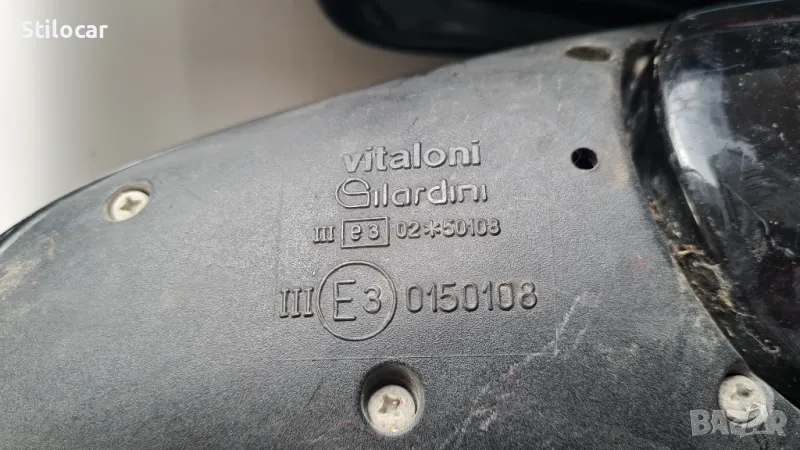 Stilocar
vitaloni
Gilardini
III e3 02*50108
III E3 0150108
BAZAR